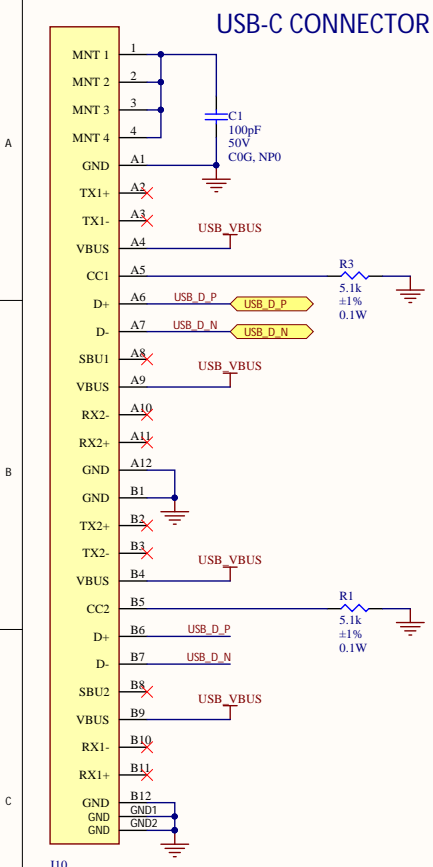 USB-C CONNECTOR
MNT 1 1
MNT 2 2
MNT 3 3
MNT 4 4
C1
100pF
50V
C0G, NP0
A
GND A1
TX1+ A2
TX1- A3
USB_VBUS
VBUS A4
CC1 A5
R3
5.1k
±1%
0.1W
D+ A6 USB_D_P USB_D_P
D- A7 USB_D_N USB_D_N
SBU1 A8
USB_VBUS
VBUS A9
RX2- A10
RX2+ A11
B
GND A12
GND B1
TX2+ B2
TX2- B3
USB_VBUS
VBUS B4
CC2 B5
R1
5.1k
±1%
0.1W
D+ B6 USB_D_P
D- B7 USB_D_N
SBU2 B8
USB_VBUS
VBUS B9
RX1- B10
RX1+ B11
C
GND B12
GND GND1
GND GND2
J10